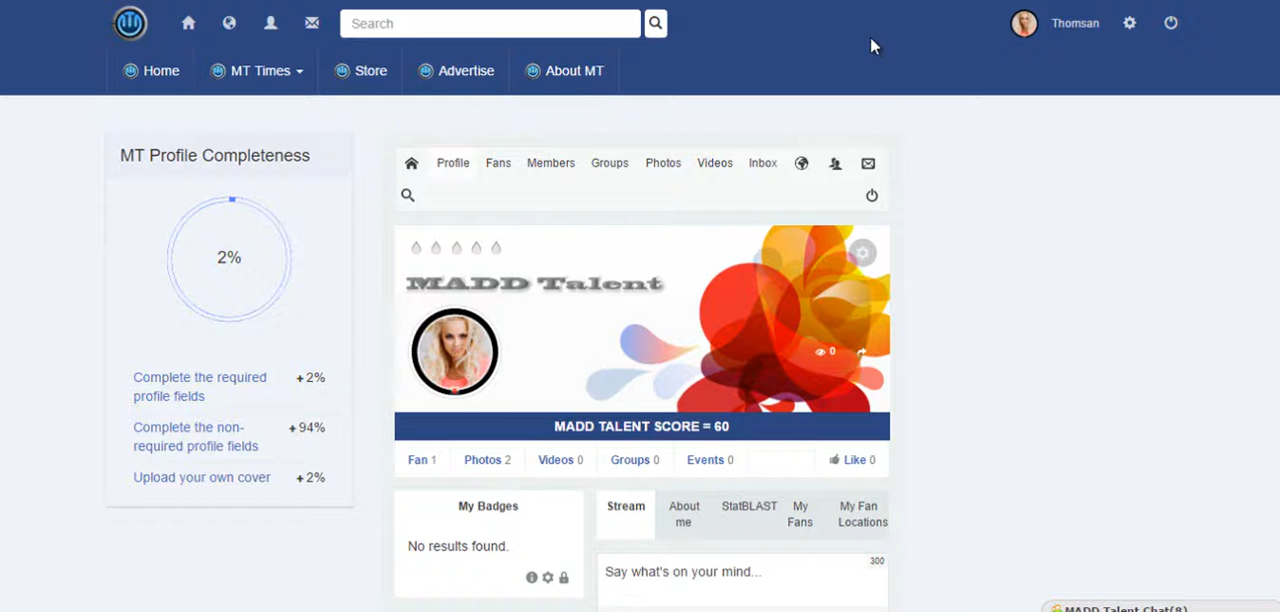 Search
Thomsan
Home
MT Times
Store
Advertise
About MT
MT Profile Completeness
2%
Complete the required
profile fields
+2%
Complete the non-
required profile fields
+94%
Upload your own cover
+2%
Profile
Fans
Members
Groups
Photos
Videos
Inbox
MADD Talent
0
MADD TALENT SCORE = 60
Fan 1
Photos 2
Videos 0
Groups 0
Events 0
Like 0
My Badges
No results found.
Stream
About
me
StatBLAST
My
Fans
My Fan
Locations
300
Say what's on your mind...
MADD Talent Chat(8)